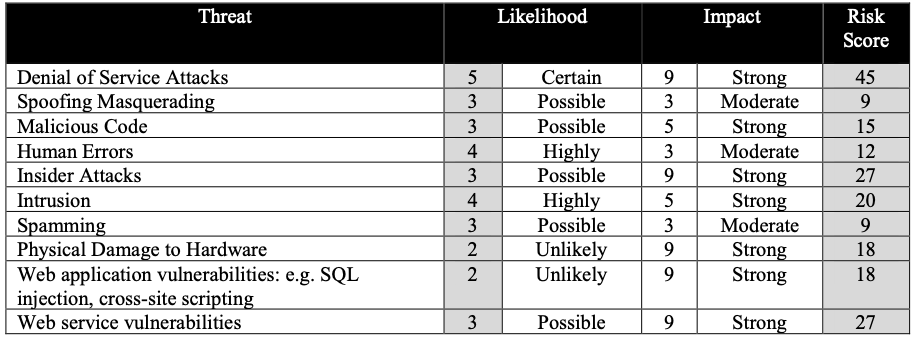 Threat Likelihood Impact Risk
Score
Denial of Service Attacks 5 Certain 9 Strong 45
Spoofing Masquerading 3 Possible 3 Moderate 9
Malicious Code 3 Possible 5 Strong 15
Human Errors 4 Highly 3 Moderate 12
Insider Attacks 3 Possible 9 Strong 27
Intrusion 4 Highly 5 Strong 20
Spamming 3 Possible 3 Moderate 9
Physical Damage to Hardware 2 Unlikely 9 Strong 18
Web application vulnerabilities: e.g. SQL 2 Unlikely 9 Strong 18
injection, cross-site scripting
Web service vulnerabilities 3 Possible 9 Strong 27